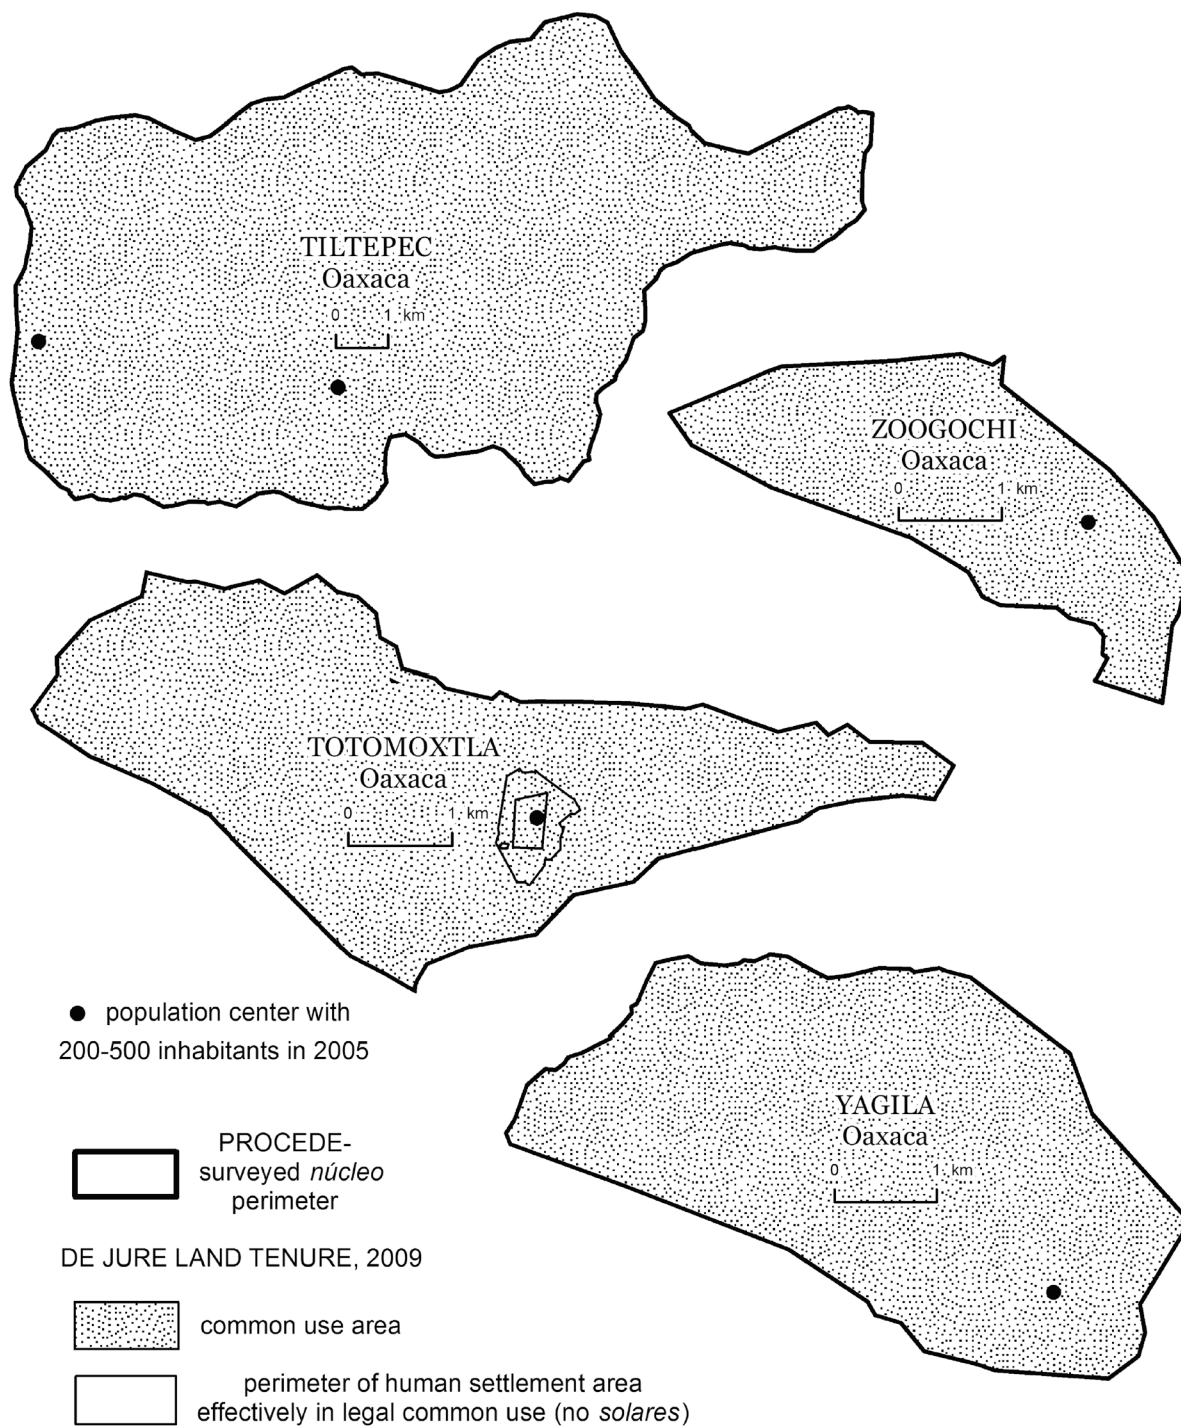 TILTEPEC
Oaxaca
0 1 km
ZOOGOCHI
Oaxaca
0 1 km
TOTOMOXTLA
Oaxaca
0 1 km
YAGILA
Oaxaca
0 1 km
population center with
200-500 inhabitants in 2005
PROCEDE-
surveyed núcleo
perimeter
DE JURE LAND TENURE, 2009
common use area
perimeter of human settlement area
effectively in legal common use (no solares)